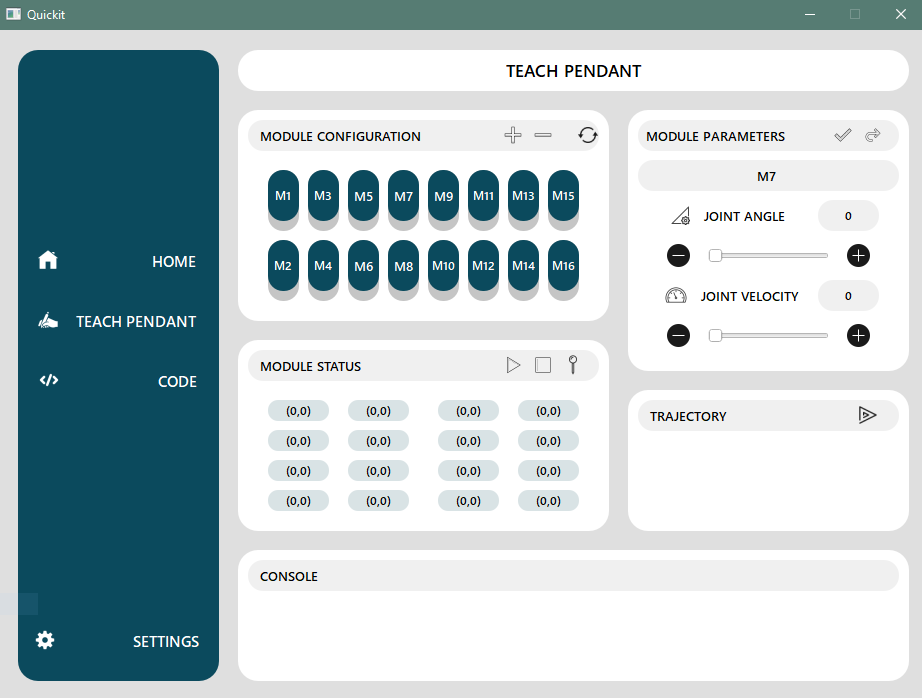 Quickit
HOME
TEACH PENDANT
CODE
SETTINGS
TEACH PENDANT
MODULE CONFIGURATION
M1 M3 M5 M7 M9 M11 M13 M15
M2 M4 M6 M8 M10 M12 M14 M16
MODULE STATUS
(0,0) (0,0) (0,0) (0,0)
(0,0) (0,0) (0,0) (0,0)
(0,0) (0,0) (0,0) (0,0)
(0,0) (0,0) (0,0) (0,0)
MODULE PARAMETERS
M7
JOINT ANGLE 0
JOINT VELOCITY 0
TRAJECTORY
CONSOLE